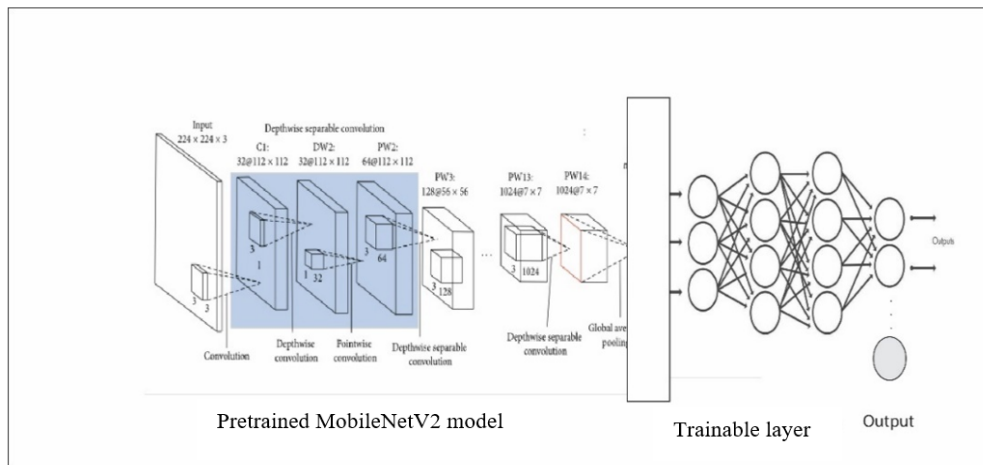 Input
224 × 224 × 3
Depthwise separable convolution
C1:
32@112 × 112
DW2:
32@112 × 112
PW2:
64@112 × 112
PW3:
128@56 × 56
PW13:
1024@7 × 7
PW14:
1024@7 × 7
3
3
3
1
1
32
3
64
3
128
...
3
1024
Convolution
Depthwise
convolution
Pointwise
convolution
Depthwise separable
convolution
Depthwise separable
convolution
Global ave
pooling
Outputs
Pretrained MobileNetV2 model
Trainable layer
Output